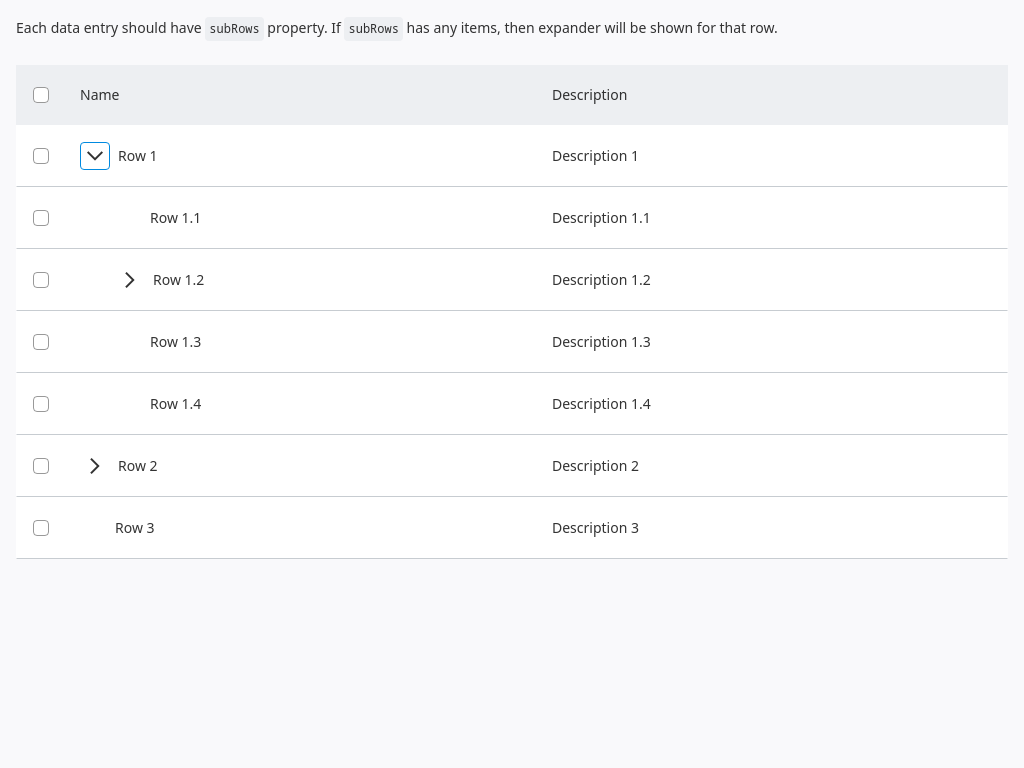 Each data entry should have subRows property. If subRows has any items, then expander will be shown for that row.
Name Description
Row 1 Description 1
Row 1.1 Description 1.1
Row 1.2 Description 1.2
Row 1.3 Description 1.3
Row 1.4 Description 1.4
Row 2 Description 2
Row 3 Description 3